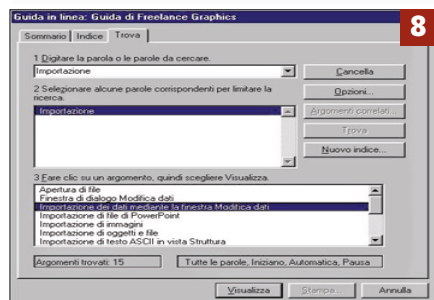 Guida in linea: Guida di Freelance Graphics
8
Sommario Indice Trova
1 Digitare la parola o le parole da cercare.
Importazione
Cancella
2 Selezionare alcune parole corrispondenti per limitare la
ricerca.
Opzioni...
Importazione
Argomenti correlati...
Trova
Nuovo indice...
3 Fare clic su un argomento, quindi scegliere Visualizza.
Apertura di file
Finestra di dialogo Modifica dati
Importazione dei dati mediante la finestra Modifica dati
Importazione di file di PowerPoint
Importazione di immagini
Importazione di oggetti e file
Importazione di testo ASCII in vista Struttura
Argomenti trovati: 15
Tutte le parole, Iniziano, Automatica, Pausa
Visualizza Stampa... Annulla